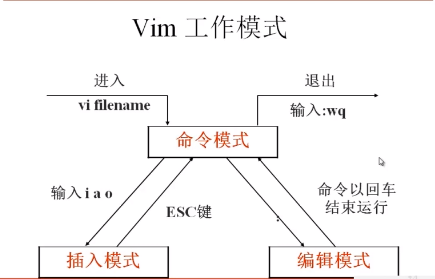 Vim 工作模式
进入
vi filename
退出
输入:wq
命令模式
输入 i a o
ESC键
:
命令以回车
结束运行
插入模式
编辑模式